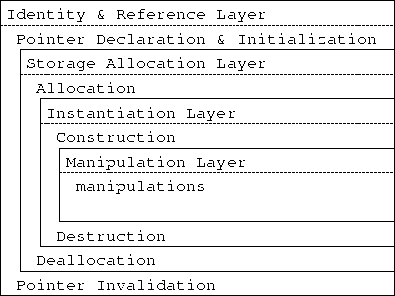 Identity & Reference Layer
Pointer Declaration & Initialization
Storage Allocation Layer
Allocation
Instantiation Layer
Construction
Manipulation Layer
manipulations
Destruction
Deallocation
Pointer Invalidation